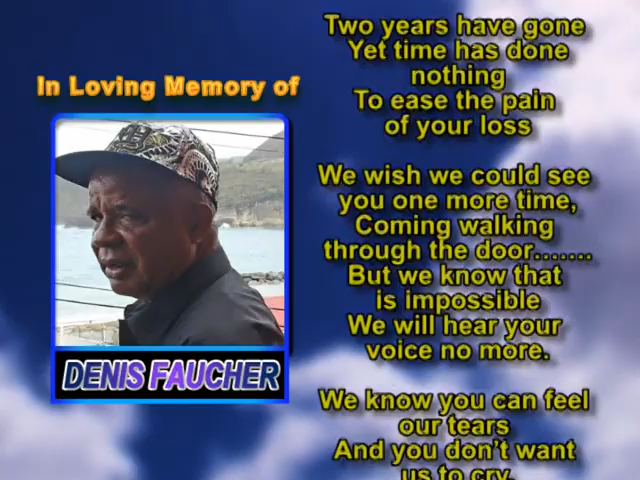 In Loving Memory of
DENIS FAUCHER
Two years have gone
Yet time has done
nothing
To ease the pain
of your loss
We wish we could see
you one more time,
Coming walking
through the door.......
But we know that
is impossible
We will hear your
voice no more.
We know you can feel
our tears
And you don't want
us to cry.